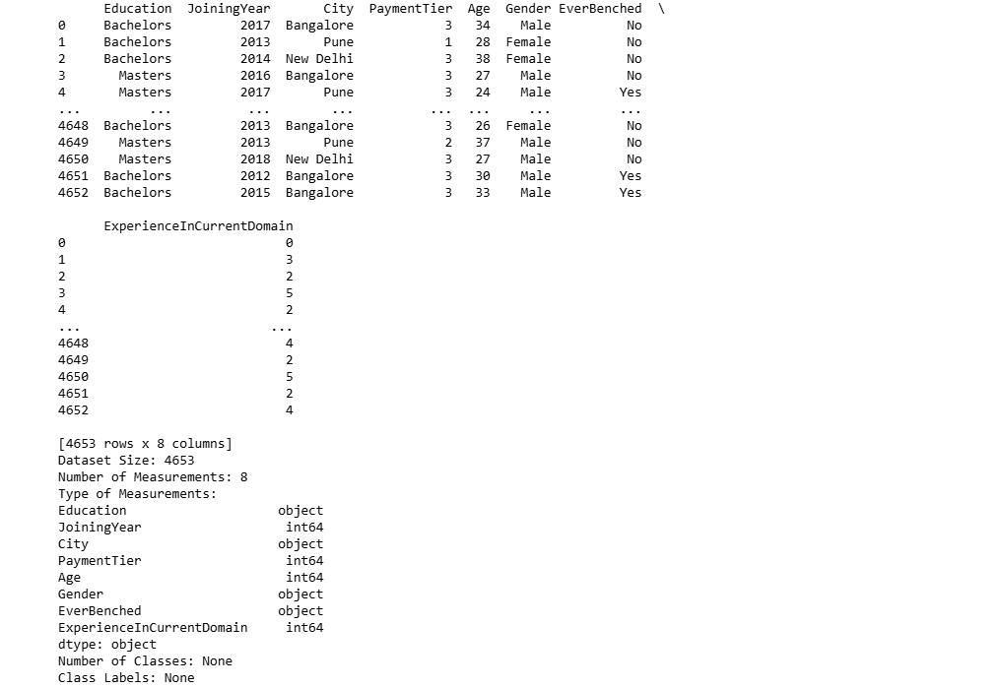 Education JoiningYear City PaymentTier Age Gender EverBenched \
0 Bachelors 2017 Bangalore 3 34 Male No
1 Bachelors 2013 Pune 1 28 Female No
2 Bachelors 2014 New Delhi 3 38 Female No
3 Masters 2016 Bangalore 3 27 Male No
4 Masters 2017 Pune 3 24 Male Yes
... ... ... ... ... ... ... ...
4648 Bachelors 2013 Bangalore 3 26 Female No
4649 Masters 2013 Pune 2 37 Male No
4650 Masters 2018 New Delhi 3 27 Male No
4651 Bachelors 2012 Bangalore 3 30 Male Yes
4652 Bachelors 2015 Bangalore 3 33 Male Yes
ExperienceInCurrentDomain
0 0
1 3
2 2
3 5
4 2
... ...
4648 4
4649 2
4650 5
4651 2
4652 4
[4653 rows x 8 columns]
Dataset Size: 4653
Number of Measurements: 8
Type of Measurements:
Education object
JoiningYear int64
City object
PaymentTier int64
Age int64
Gender object
EverBenched object
ExperienceInCurrentDomain int64
dtype: object
Number of Classes: None
Class Labels: None